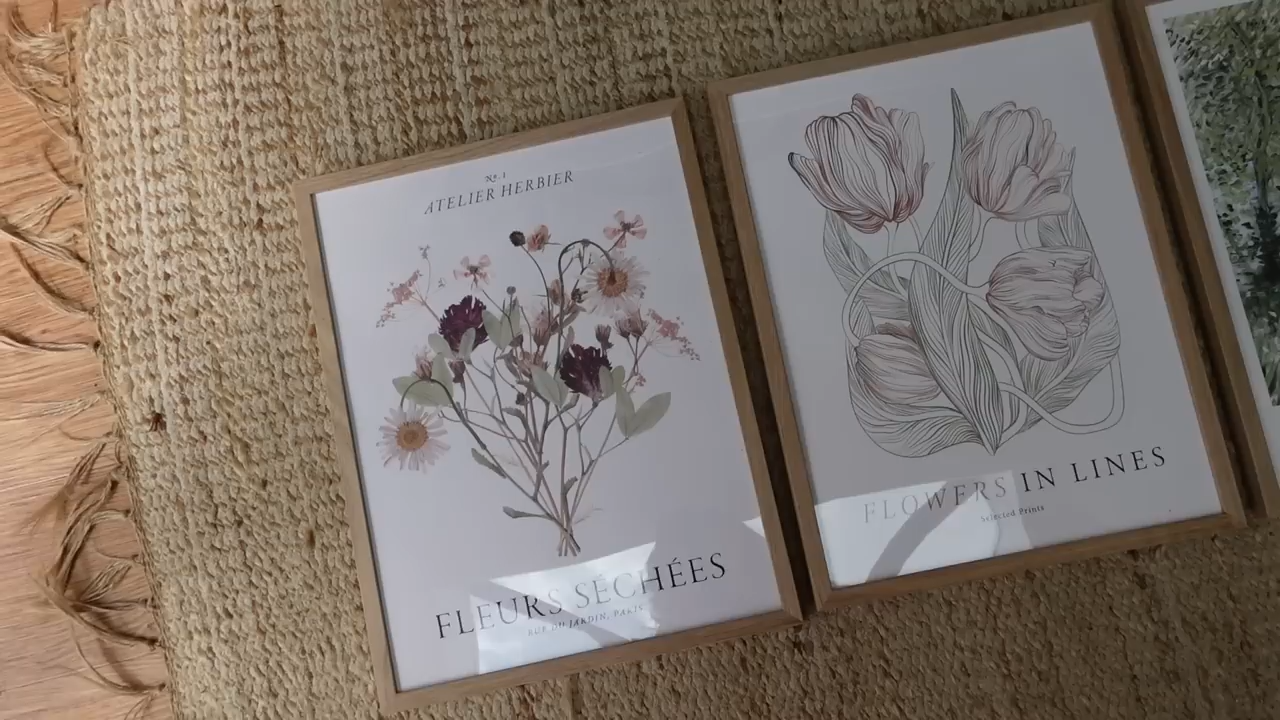 No. 1
ATELIER HERBIER
FLEURS SÉCHÉES
RUE DU JARDIN, PARIS
FLOWERS IN LINES
Selected Prints